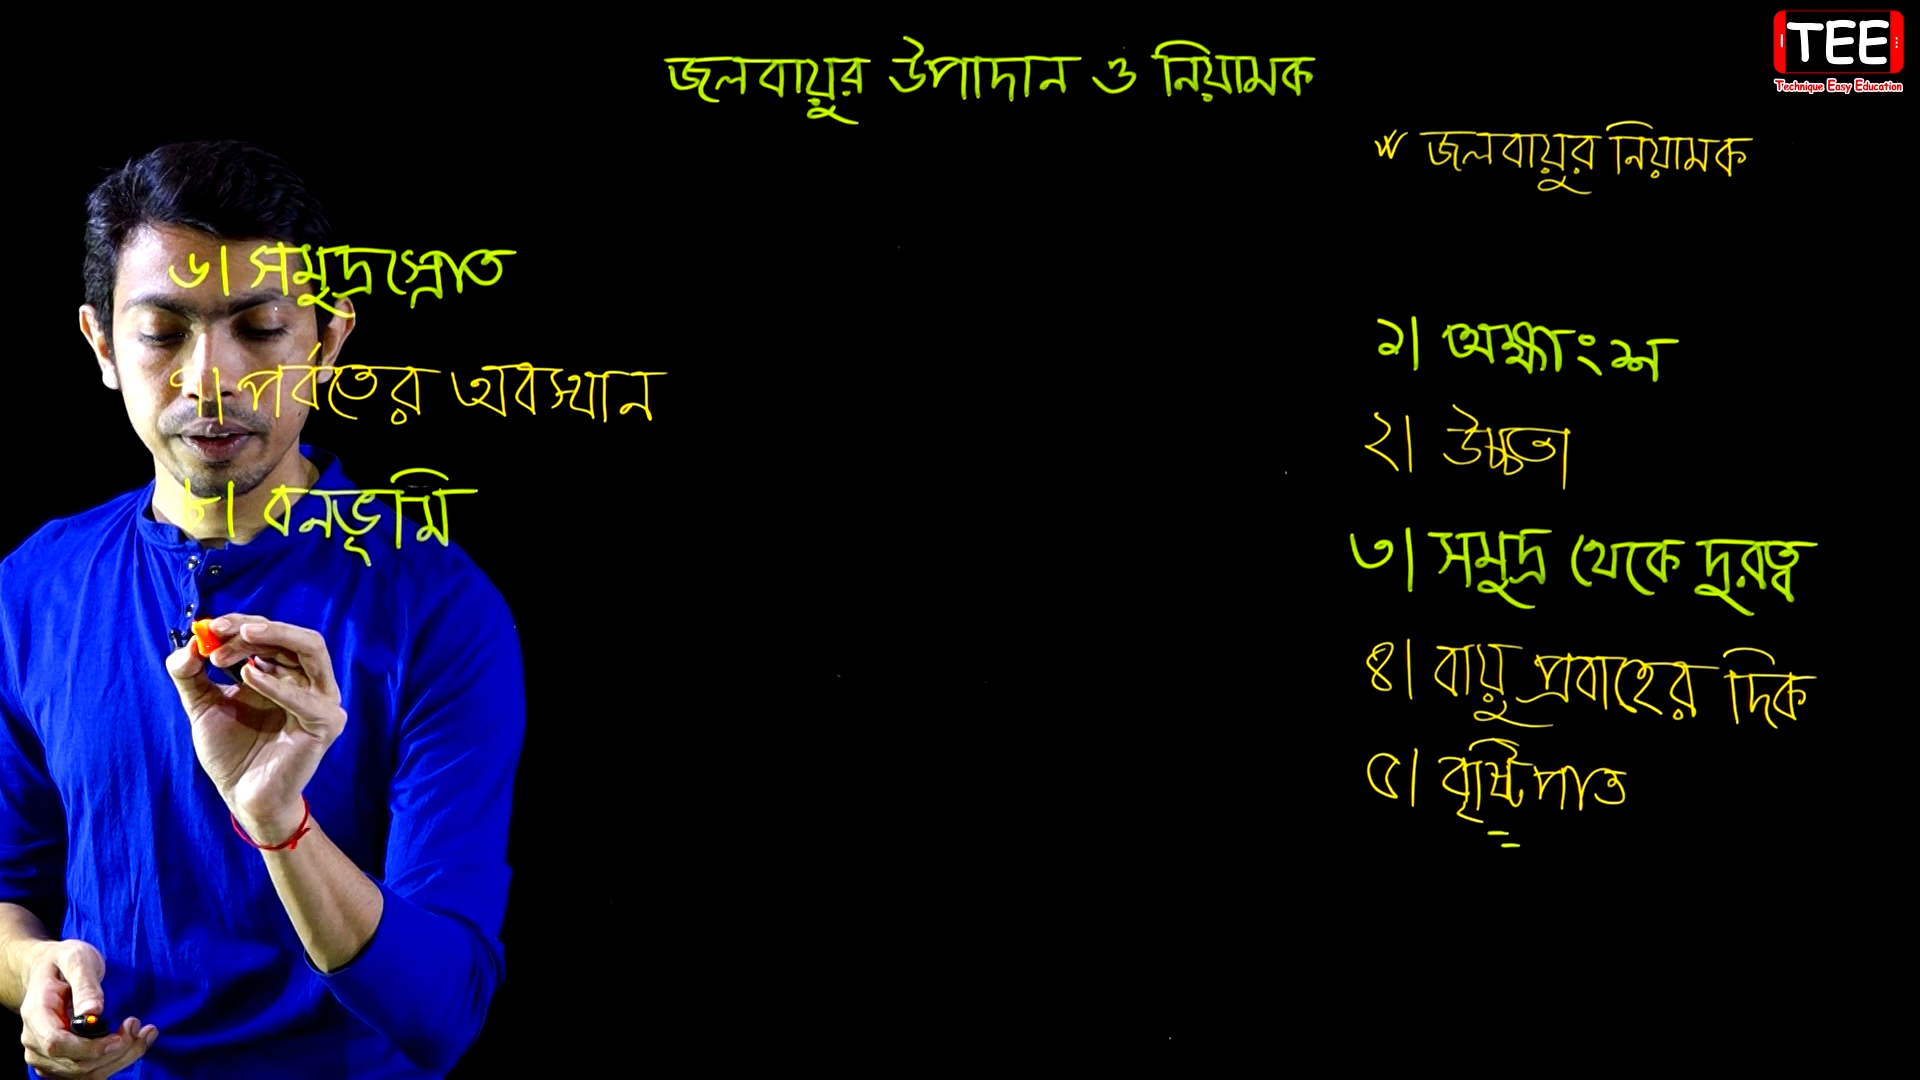 জলবায়ুর উপাদান ও নিয়ামক
TEE
Technique Easy Education
* জলবায়ুর নিয়ামক
১। অক্ষাংশ
২। উচ্চতা
৩। সমুদ্র থেকে দুরত্ব
৪। বায়ু প্রবাহের দিক
৫। বৃষ্টিপাত
৬। সমুদ্রস্রোত
৭। পর্বতের অবস্থান
৮। বনভূমি